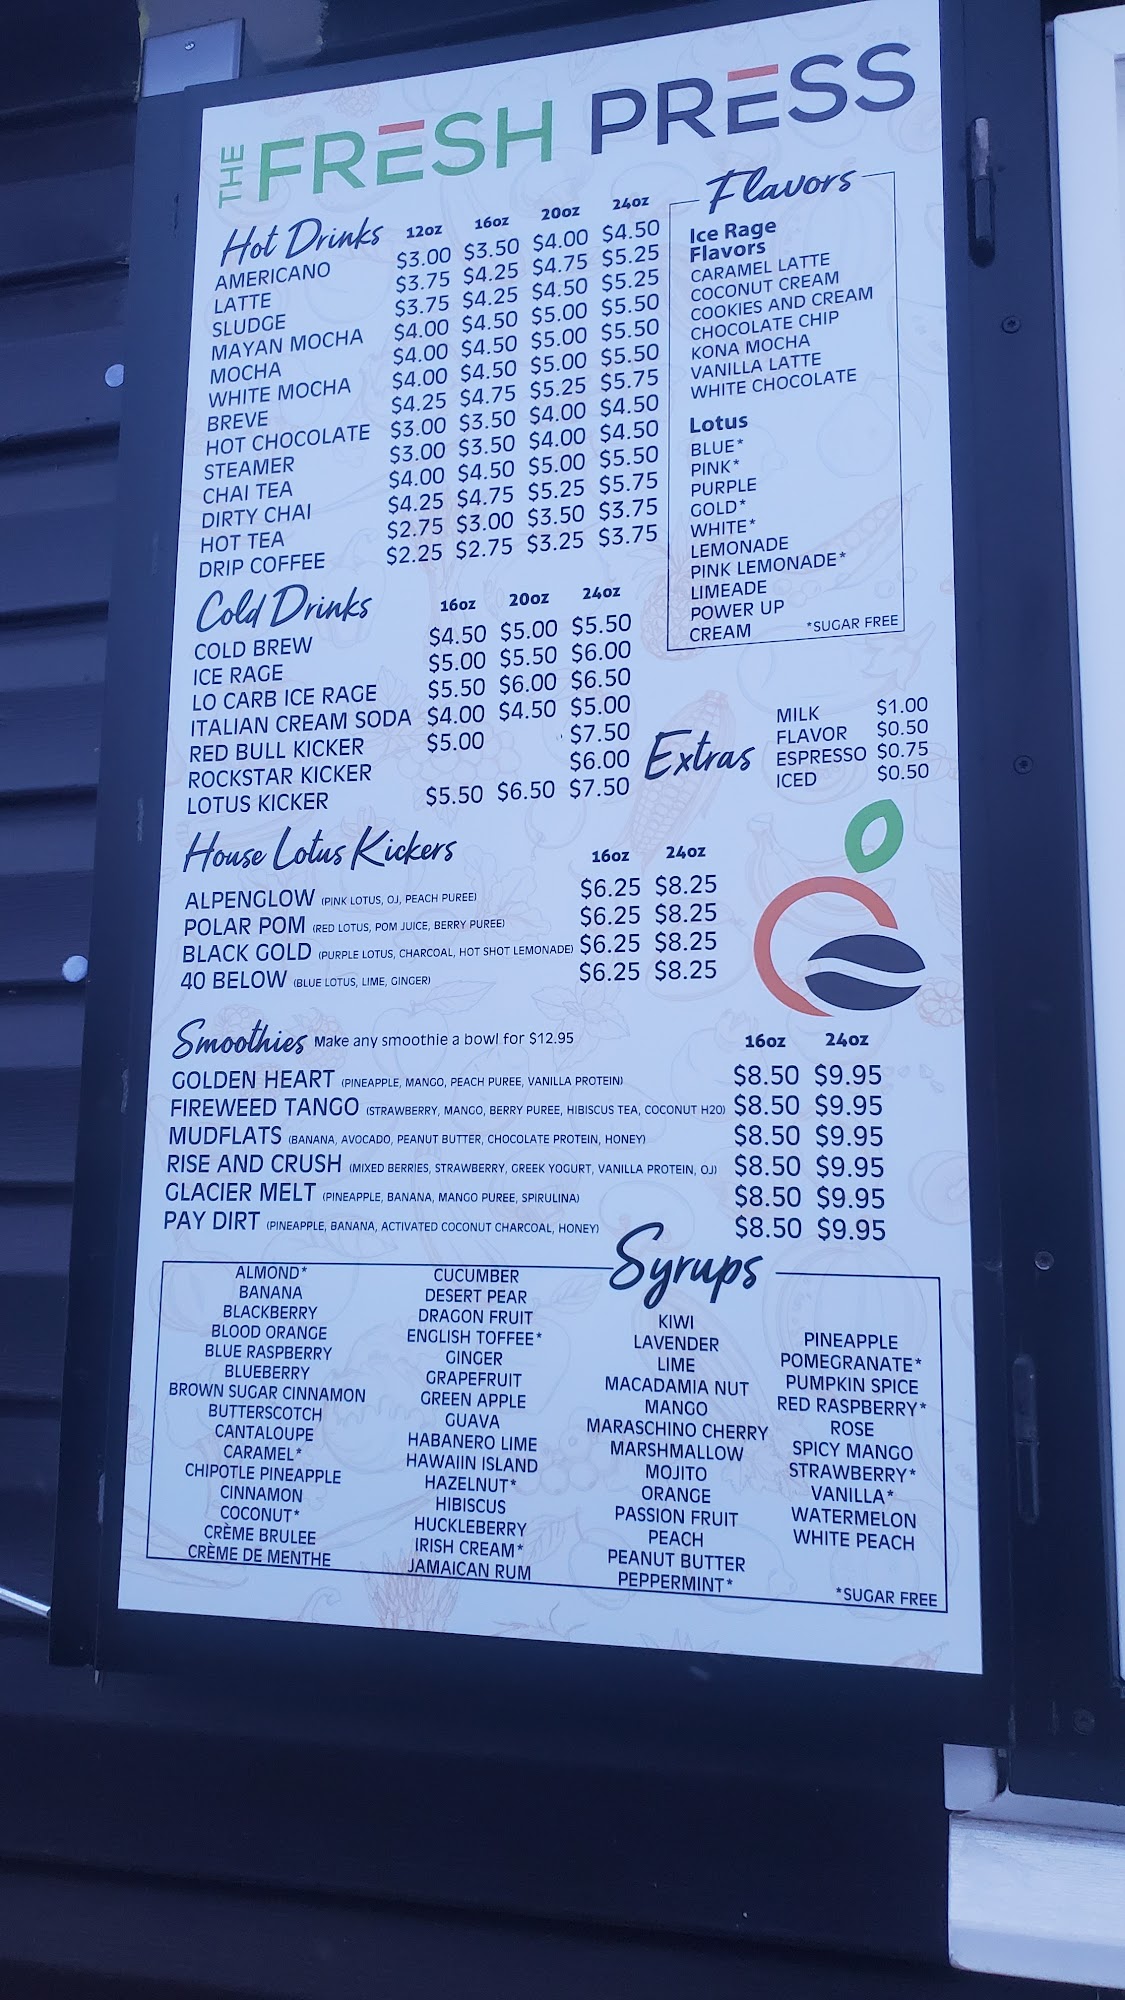 THE FRESH PRESS
Hot Drinks 12oz 16oz 20oz 24oz
AMERICANO $3.00 $3.50 $4.00 $4.50
LATTE $3.75 $4.25 $4.75 $5.25
SLUDGE $3.75 $4.25 $4.50 $5.25
MAYAN MOCHA $4.00 $4.50 $5.00 $5.50
MOCHA $4.00 $4.50 $5.00 $5.50
WHITE MOCHA $4.00 $4.50 $5.00 $5.50
BREVE $4.25 $4.75 $5.25 $5.75
HOT CHOCOLATE $3.00 $3.50 $4.00 $4.50
STEAMER $3.00 $3.50 $4.00 $4.50
CHAI TEA $4.00 $4.50 $5.00 $5.50
DIRTY CHAI $4.25 $4.75 $5.25 $5.75
HOT TEA $2.75 $3.00 $3.50 $3.75
DRIP COFFEE $2.25 $2.75 $3.25 $3.75
Flavors
Ice Rage
Flavors
CARAMEL LATTE
COCONUT CREAM
COOKIES AND CREAM
CHOCOLATE CHIP
KONA MOCHA
VANILLA LATTE
WHITE CHOCOLATE
Lotus
BLUE*
PINK*
PURPLE
GOLD*
WHITE*
LEMONADE
PINK LEMONADE*
LIMEADE
POWER UP
CREAM *SUGAR FREE
Cold Drinks 16oz 20oz 24oz
COLD BREW $4.50 $5.00 $5.50
ICE RAGE $5.00 $5.50 $6.00
LO CARB ICE RAGE $5.50 $6.00 $6.50
ITALIAN CREAM SODA $4.00 $4.50 $5.00
RED BULL KICKER $5.00 $7.50
ROCKSTAR KICKER $6.00
LOTUS KICKER $5.50 $6.50 $7.50
Extras
MILK $1.00
FLAVOR $0.50
ESPRESSO $0.75
ICED $0.50
House Lotus Kickers 16oz 24oz
ALPENGLOW (PINK LOTUS, OJ, PEACH PUREE) $6.25 $8.25
POLAR POM (RED LOTUS, POM JUICE, BERRY PUREE) $6.25 $8.25
BLACK GOLD (PURPLE LOTUS, CHARCOAL, HOT SHOT LEMONADE) $6.25 $8.25
40 BELOW (BLUE LOTUS, LIME, GINGER) $6.25 $8.25
Smoothies Make any smoothie a bowl for $12.95 16oz 24oz
GOLDEN HEART (PINEAPPLE, MANGO, PEACH PUREE, VANILLA PROTEIN) $8.50 $9.95
FIREWEED TANGO (STRAWBERRY, MANGO, BERRY PUREE, HIBISCUS TEA, COCONUT H20) $8.50 $9.95
MUDFLATS (BANANA, AVOCADO, PEANUT BUTTER, CHOCOLATE PROTEIN, HONEY) $8.50 $9.95
RISE AND CRUSH (MIXED BERRIES, STRAWBERRY, GREEK YOGURT, VANILLA PROTEIN, OJ) $8.50 $9.95
GLACIER MELT (PINEAPPLE, BANANA, MANGO PUREE, SPIRULINA) $8.50 $9.95
PAY DIRT (PINEAPPLE, BANANA, ACTIVATED COCONUT CHARCOAL, HONEY) $8.50 $9.95
Syrups
ALMOND*
BANANA
BLACKBERRY
BLOOD ORANGE
BLUE RASPBERRY
BLUEBERRY
BROWN SUGAR CINNAMON
BUTTERSCOTCH
CANTALOUPE
CARAMEL*
CHIPOTLE PINEAPPLE
CINNAMON
COCONUT*
CRÈME BRULEE
CRÈME DE MENTHE
CUCUMBER
DESERT PEAR
DRAGON FRUIT
ENGLISH TOFFEE*
GINGER
GRAPEFRUIT
GREEN APPLE
GUAVA
HABANERO LIME
HAWAIIN ISLAND
HAZELNUT*
HIBISCUS
HUCKLEBERRY
IRISH CREAM*
JAMAICAN RUM
KIWI
LAVENDER
LIME
MACADAMIA NUT
MANGO
MARASCHINO CHERRY
MARSHMALLOW
MOJITO
ORANGE
PASSION FRUIT
PEACH
PEANUT BUTTER
PEPPERMINT*
PINEAPPLE
POMEGRANATE*
PUMPKIN SPICE
RED RASPBERRY*
ROSE
SPICY MANGO
STRAWBERRY*
VANILLA*
WATERMELON
WHITE PEACH
*SUGAR FREE